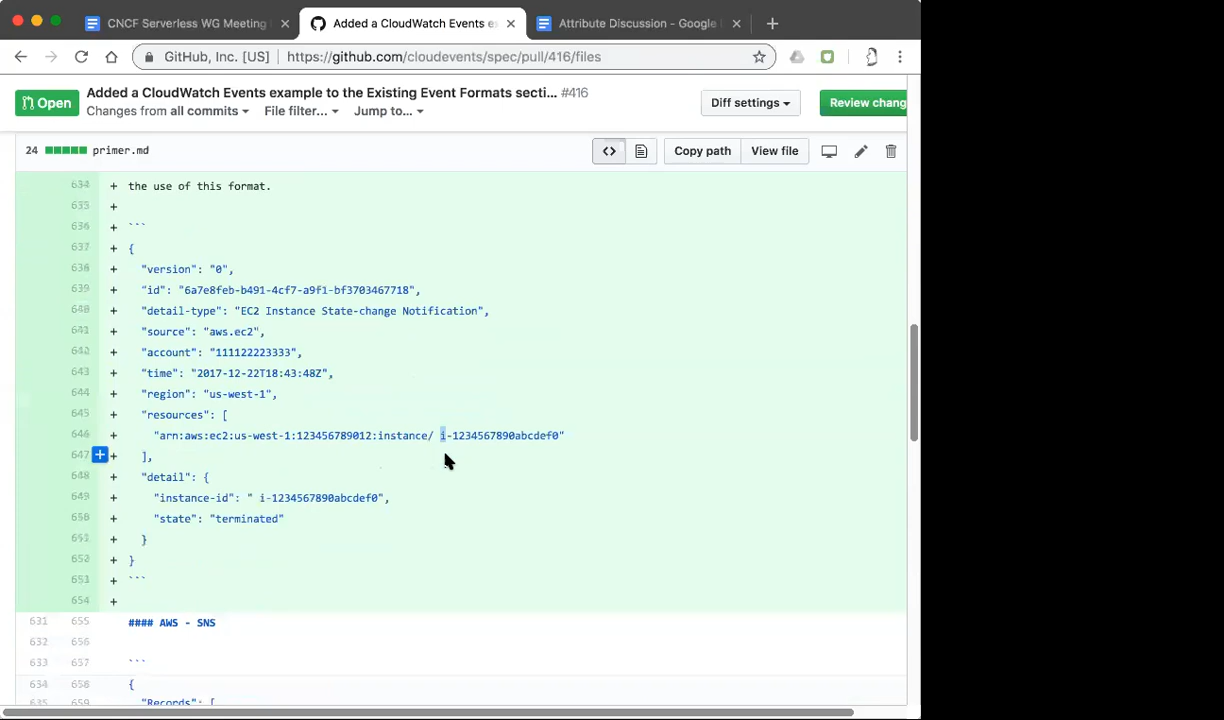 CNCF Serverless WG Meeting
Added a CloudWatch Events e
Attribute Discussion - Google
GitHub, Inc. [US]
https://github.com/cloudevents/spec/pull/416/files
Open
Added a CloudWatch Events example to the Existing Event Formats secti... #416
Changes from all commits
File filter...
Jump to...
Diff settings
Review chang
24
primer.md
<>
Copy path
View file
634 + the use of this format.
635 +
636 + ```
637 + {
638 + "version": "0",
639 + "id": "6a7e8feb-b491-4cf7-a9f1-bf3703467718",
640 + "detail-type": "EC2 Instance State-change Notification",
641 + "source": "aws.ec2",
642 + "account": "111122223333",
643 + "time": "2017-12-22T18:43:48Z",
644 + "region": "us-west-1",
645 + "resources": [
646 + "arn:aws:ec2:us-west-1:123456789012:instance/ i-1234567890abcdef0"
647 + ],
648 + "detail": {
649 + "instance-id": " i-1234567890abcdef0",
650 + "state": "terminated"
651 + }
652 + }
653 + ```
654 +
631 655 #### AWS - SNS
632 656
633 657 ```
634 658 {
635 659 "Records": [